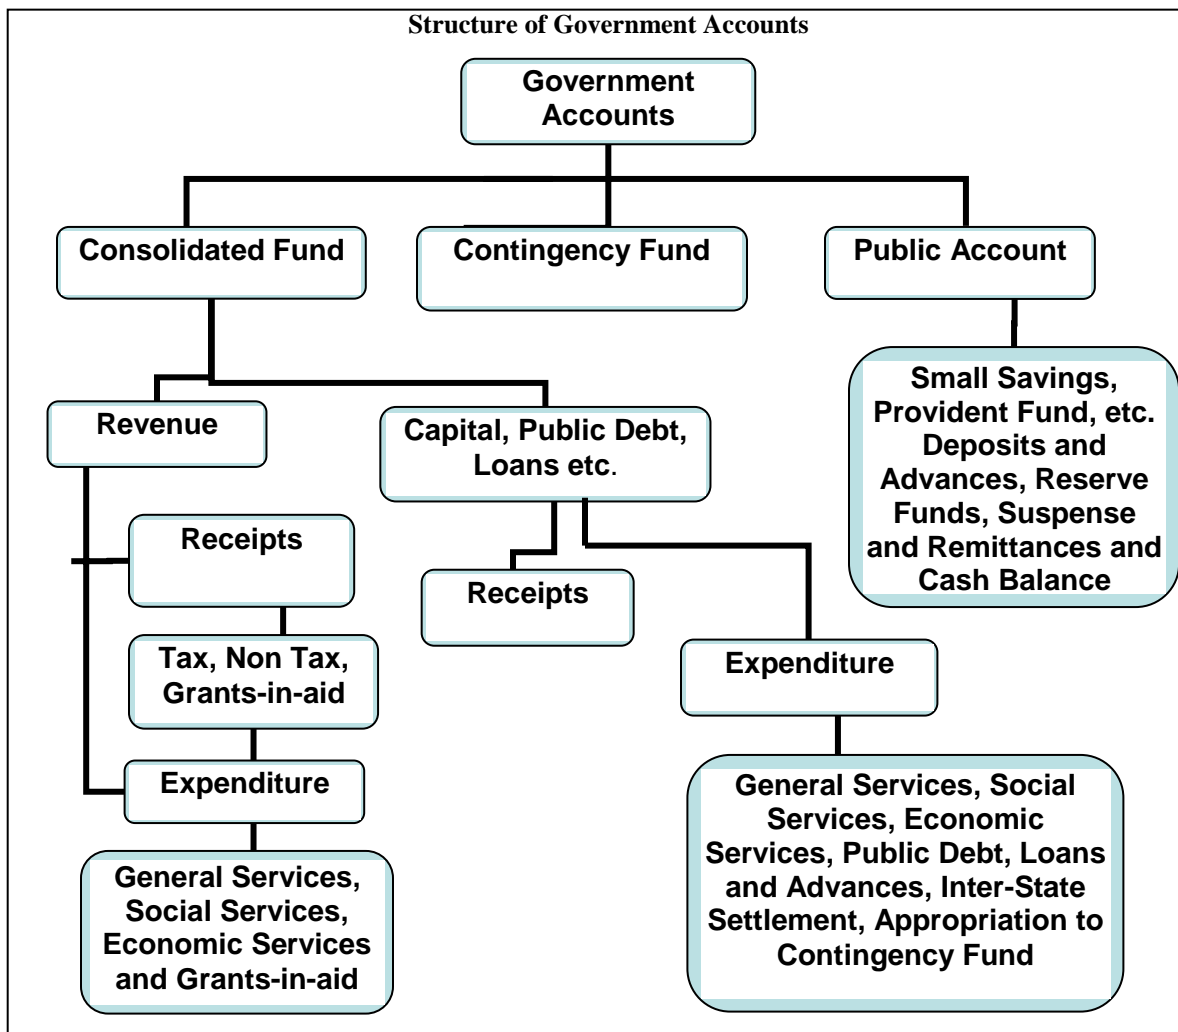 Structure of Government Accounts
Government
Accounts
Consolidated Fund
Contingency Fund
Public Account
Small Savings,
Provident Fund, etc.
Deposits and
Advances, Reserve
Funds, Suspense
and Remittances and
Cash Balance
Revenue
Capital, Public Debt,
Loans etc.
Receipts
Receipts
Tax, Non Tax,
Grants-in-aid
Expenditure
Expenditure
General Services,
Social Services,
Economic Services
and Grants-in-aid
General Services, Social
Services, Economic
Services, Public Debt, Loans
and Advances, Inter-State
Settlement, Appropriation to
Contingency Fund